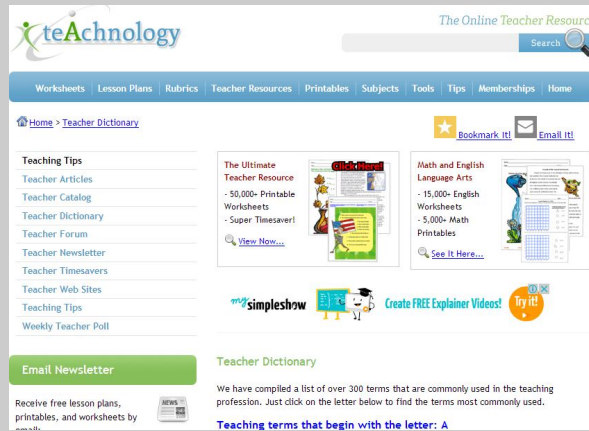 teAchnology
The Online Teacher Resourc
Search
Worksheets Lesson Plans Rubrics Teacher Resources Printables Subjects Tools Tips Memberships Home
Home > Teacher Dictionary
Bookmark It! Email It!
Teaching Tips
Teacher Articles
Teacher Catalog
Teacher Dictionary
Teacher Forum
Teacher Newsletter
Teacher Timesavers
Teacher Web Sites
Teaching Tips
Weekly Teacher Poll
The Ultimate
Teacher Resource
- 50,000+ Printable
Worksheets
- Super Timesaver!
View Now...
Click Here!
Math and English
Language Arts
- 15,000+ English
Worksheets
- 5,000+ Math
Printables
See It Here...
my simpleshow
Create FREE Explainer Videos!
Try it!
Email Newsletter
Receive free lesson plans,
printables, and worksheets by
email:
NEWS
Teacher Dictionary
We have compiled a list of over 300 terms that are commonly used in the teaching
profession. Just click on the letter below to find the terms most commonly used.
Teaching terms that begin with the letter: A